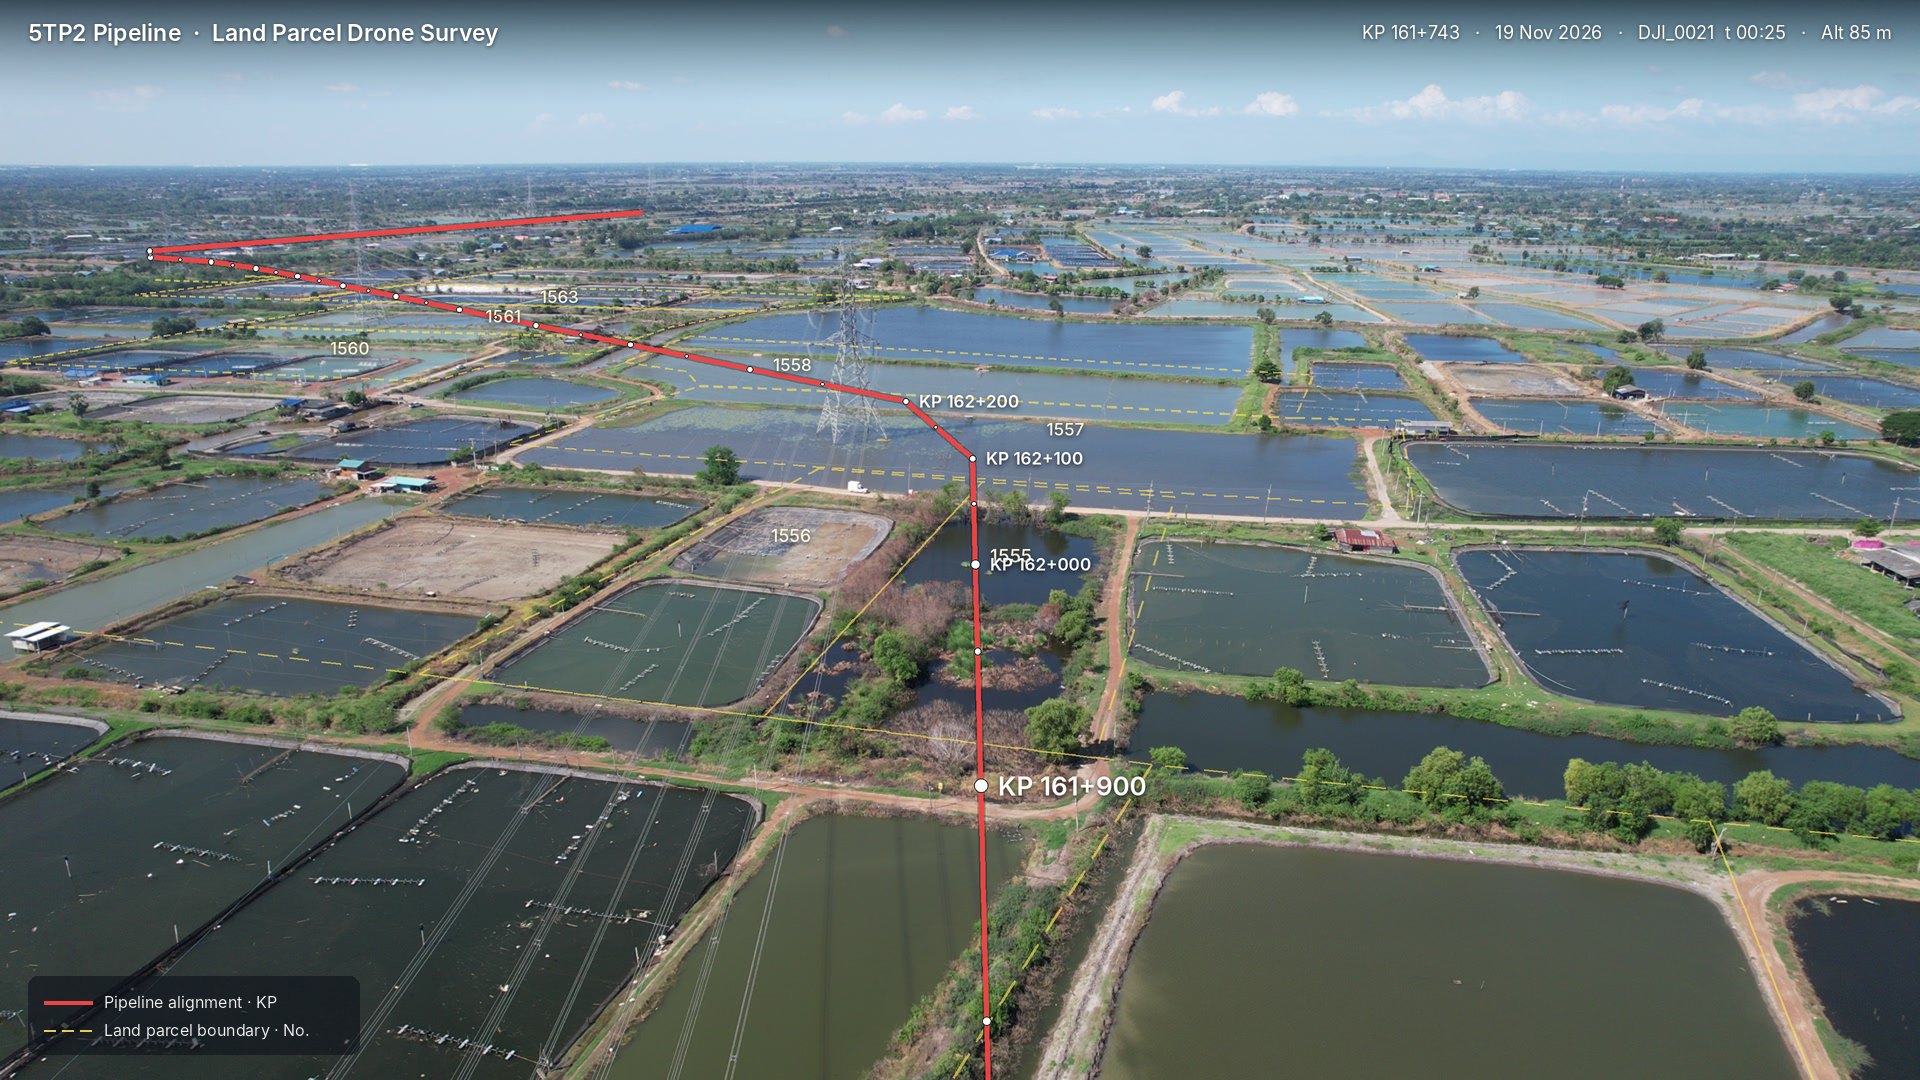 5TP2 Pipeline · Land Parcel Drone Survey
KP 161+743 · 19 Nov 2026 · DJI_0021 t 00:25 · Alt 85 m
1563
1561
1560
1558
KP 162+200
1557
KP 162+100
1556
1555
KP 162+000
KP 161+900
Pipeline alignment · KP
Land parcel boundary · No.